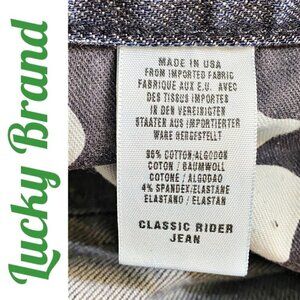 Lucky Brand
MADE IN USA
FROM IMPORTED FABRIC
FABRIQUE AUX E.U. AVEC
DES TISSUS IMPORTES
IN DEN VEREINIGTEN
STAATEN AUS IMPORTIERTER
WARE HERGESTELLT
96% COTTON/ALGODON
COTON / BAUMWOLL
COTONE / ALGODAO
4% SPANDEX/ELASTANE
ELASTANO / ELASTAN
CLASSIC RIDER
JEAN